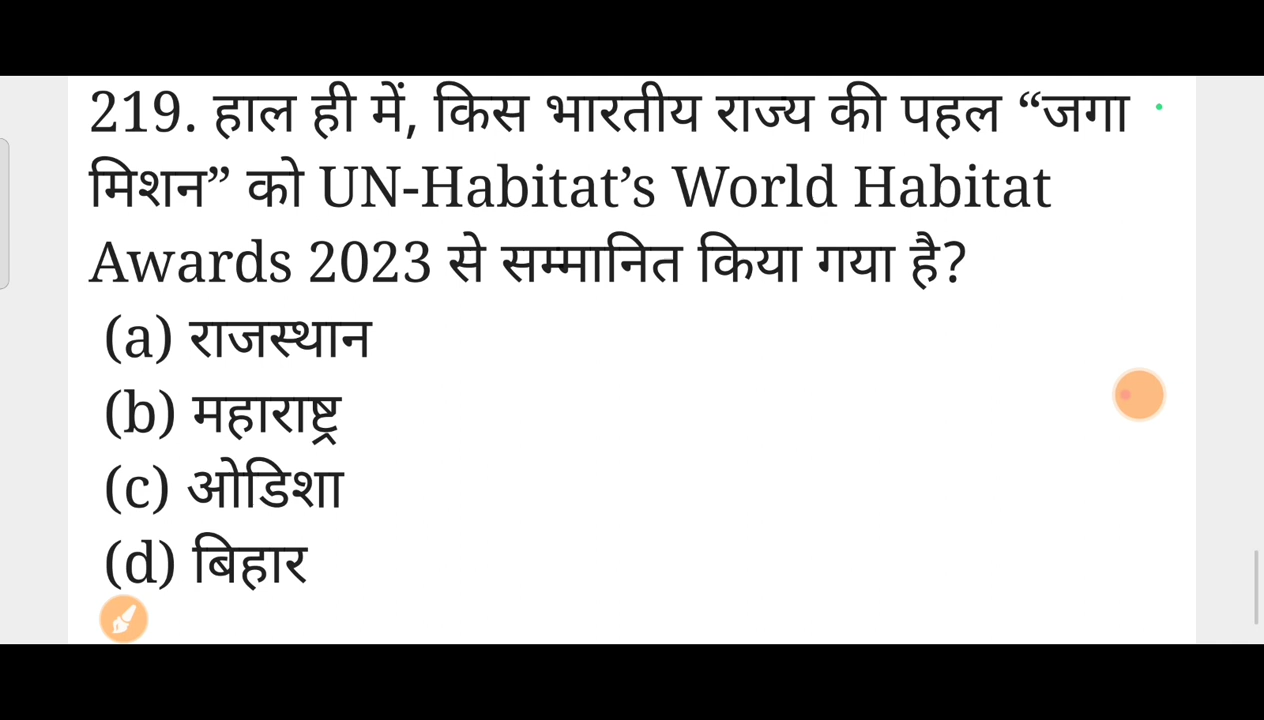 219. हाल ही में, किस भारतीय राज्य की पहल “जगा
मिशन” को UN-Habitat’s World Habitat
Awards 2023 से सम्मानित किया गया है?
(a) राजस्थान
(b) महाराष्ट्र
(c) ओडिशा
(d) बिहार